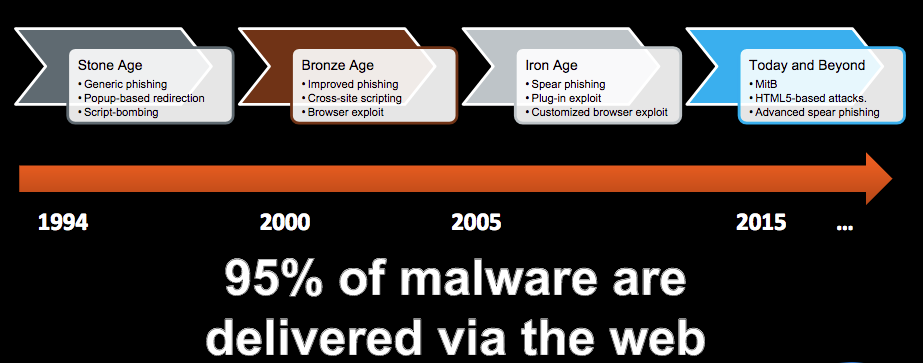 Stone Age
• Generic phishing
• Popup-based redirection
• Script-bombing
Bronze Age
• Improved phishing
• Cross-site scripting
• Browser exploit
Iron Age
• Spear phishing
• Plug-in exploit
• Customized browser exploit
Today and Beyond
• MitB
• HTML5-based attacks.
• Advanced spear phishing
1994
2000
2005
2015
...
95% of malware are
delivered via the web